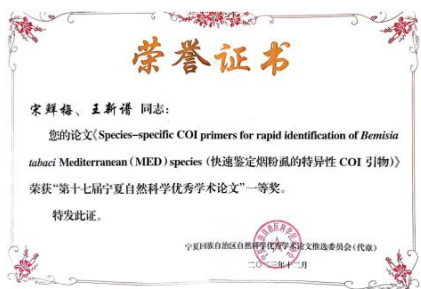 荣誉证书
宋鲜梅、王新谱 同志：
您的论文《Species-specific COI primers for rapid identification of Bemisia
tabaci Mediterranean (MED) species (快速鉴定烟粉虱的特异性 COI 引物)》
荣获“第十七届宁夏自然科学优秀学术论文”一等奖。
特发此证。
宁夏回族自治区自然科学优秀学术论文推选委员会(代章)
二〇二三年十二月